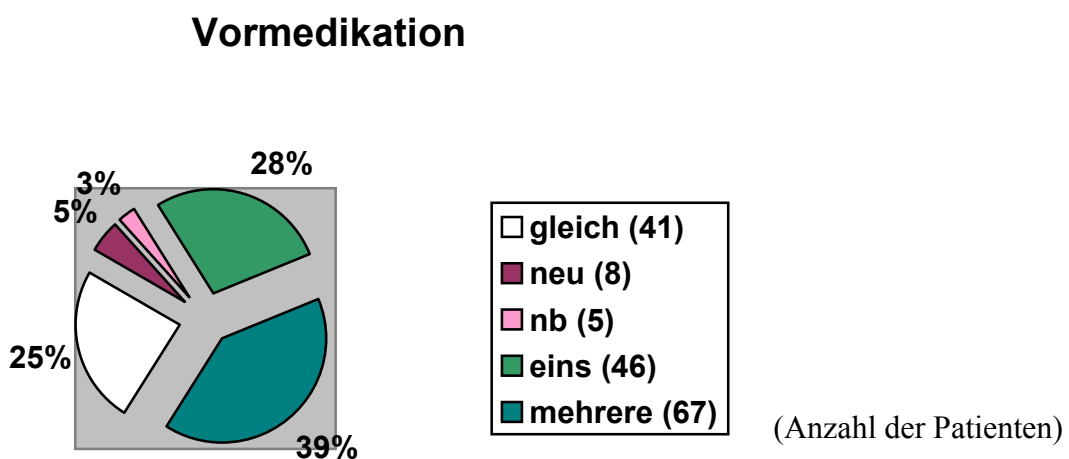 Vormedikation
28%
3%
5%
25%
39%
gleich (41)
neu (8)
nb (5)
eins (46)
mehrere (67)
(Anzahl der Patienten)